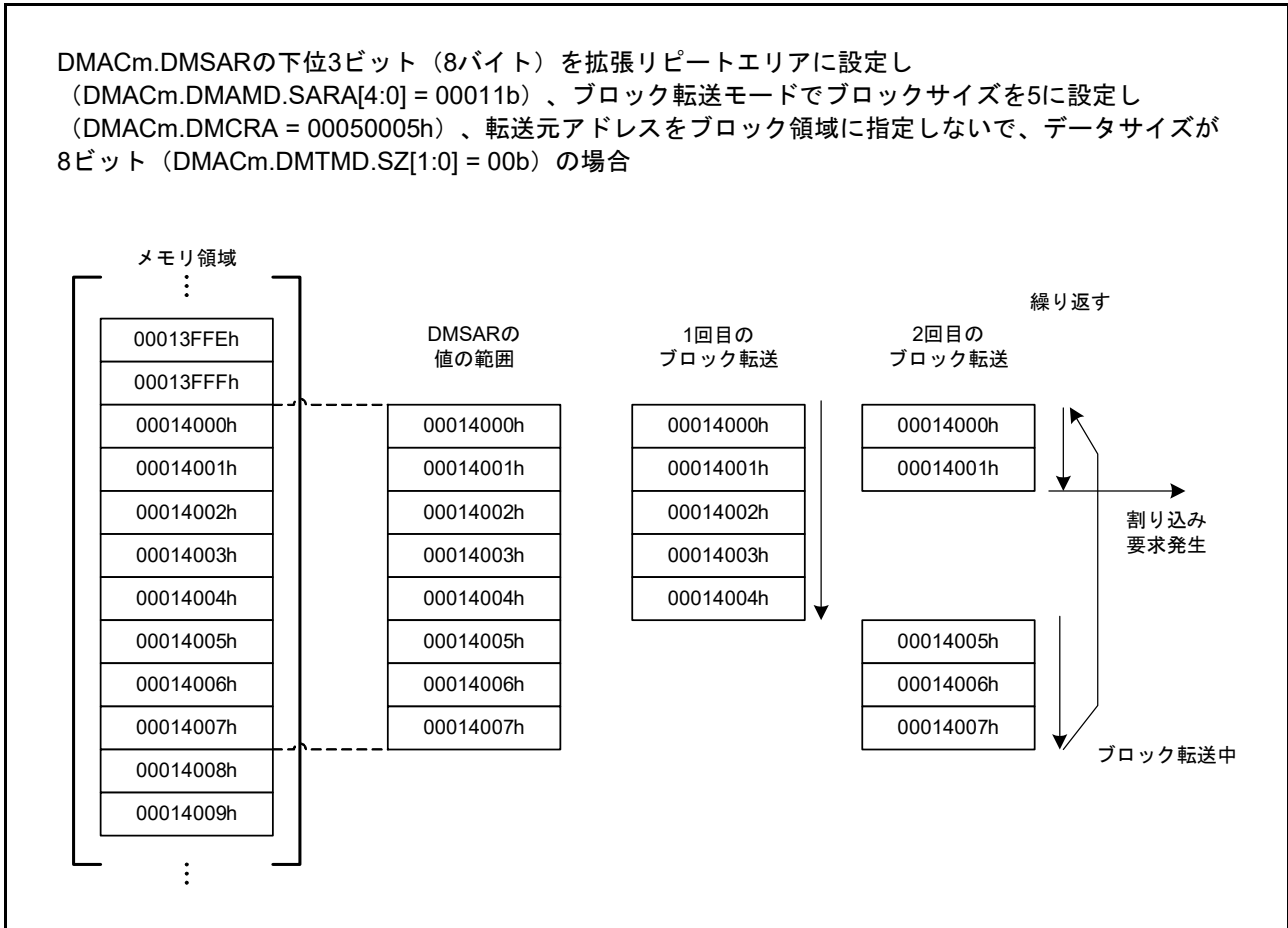 DMACm.DMSARの下位3ビット（8バイト）を拡張リピートエリアに設定し
（DMACm.DMAMD.SARA[4:0] = 00011b）、ブロック転送モードでブロックサイズを5に設定し
（DMACm.DMCRA = 00050005h）、転送元アドレスをブロック領域に指定しないで、データサイズが
8ビット（DMACm.DMTMD.SZ[1:0] = 00b）の場合
メモリ領域
00013FFEh
00013FFFh
00014000h
00014001h
00014002h
00014003h
00014004h
00014005h
00014006h
00014007h
00014008h
00014009h
DMSARの
値の範囲
00014000h
00014001h
00014002h
00014003h
00014004h
00014005h
00014006h
00014007h
1回目の
ブロック転送
00014000h
00014001h
00014002h
00014003h
00014004h
2回目の
ブロック転送
00014000h
00014001h
00014005h
00014006h
00014007h
繰り返す
割り込み
要求発生
ブロック転送中